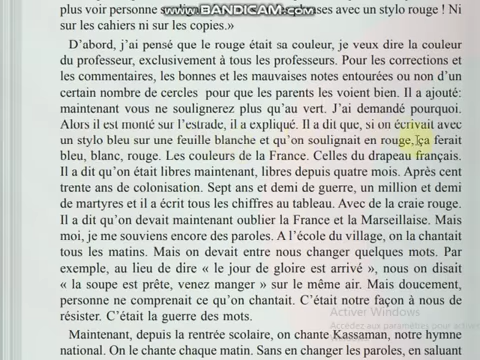 plus voir personne s
WWW.BANDICAM.COM
uses avec un stylo rouge ! Ni
sur les cahiers ni sur les copies.»
D'abord, j'ai pensé que le rouge était sa couleur, je veux dire la couleur
du professeur, exclusivement à tous les professeurs. Pour les corrections et
les commentaires, les bonnes et les mauvaises notes entourées ou non d'un
certain nombre de cercles pour que les parents les voient bien. Il a ajouté:
maintenant vous ne soulignerez plus qu'au vert. J'ai demandé pourquoi.
Alors il est monté sur l'estrade, il a expliqué. Il a dit que, si on écrivait avec
un stylo bleu sur une feuille blanche et qu'on soulignait en rouge, ça ferait
bleu, blanc, rouge. Les couleurs de la France. Celles du drapeau français.
Il a dit qu'on était libres maintenant, libres depuis quatre mois. Après cent
trente ans de colonisation. Sept ans et demi de guerre, un million et demi
de martyres et il a écrit tous les chiffres au tableau. Avec de la craie rouge.
Il a dit qu'on devait maintenant oublier la France et la Marseillaise. Mais
moi, je me souviens encore des paroles. A l'école du village, on la chantait
tous les matins. Mais on devait entre nous changer quelques mots. Par
exemple, au lieu de dire « le jour de gloire est arrivé », nous on disait
« la soupe est prête, venez manger » sur le même air. Mais doucement,
personne ne comprenait ce qu'on chantait. C'était notre façon à nous de
résister. C'était la guerre des mots.
Activer Windows
Accédez aux paramètres pour activer
Maintenant, depuis la rentrée scolaire, on chante Kassaman, notre hymne
national. On le chante chaque matin. Sans en changer les paroles, en saluant